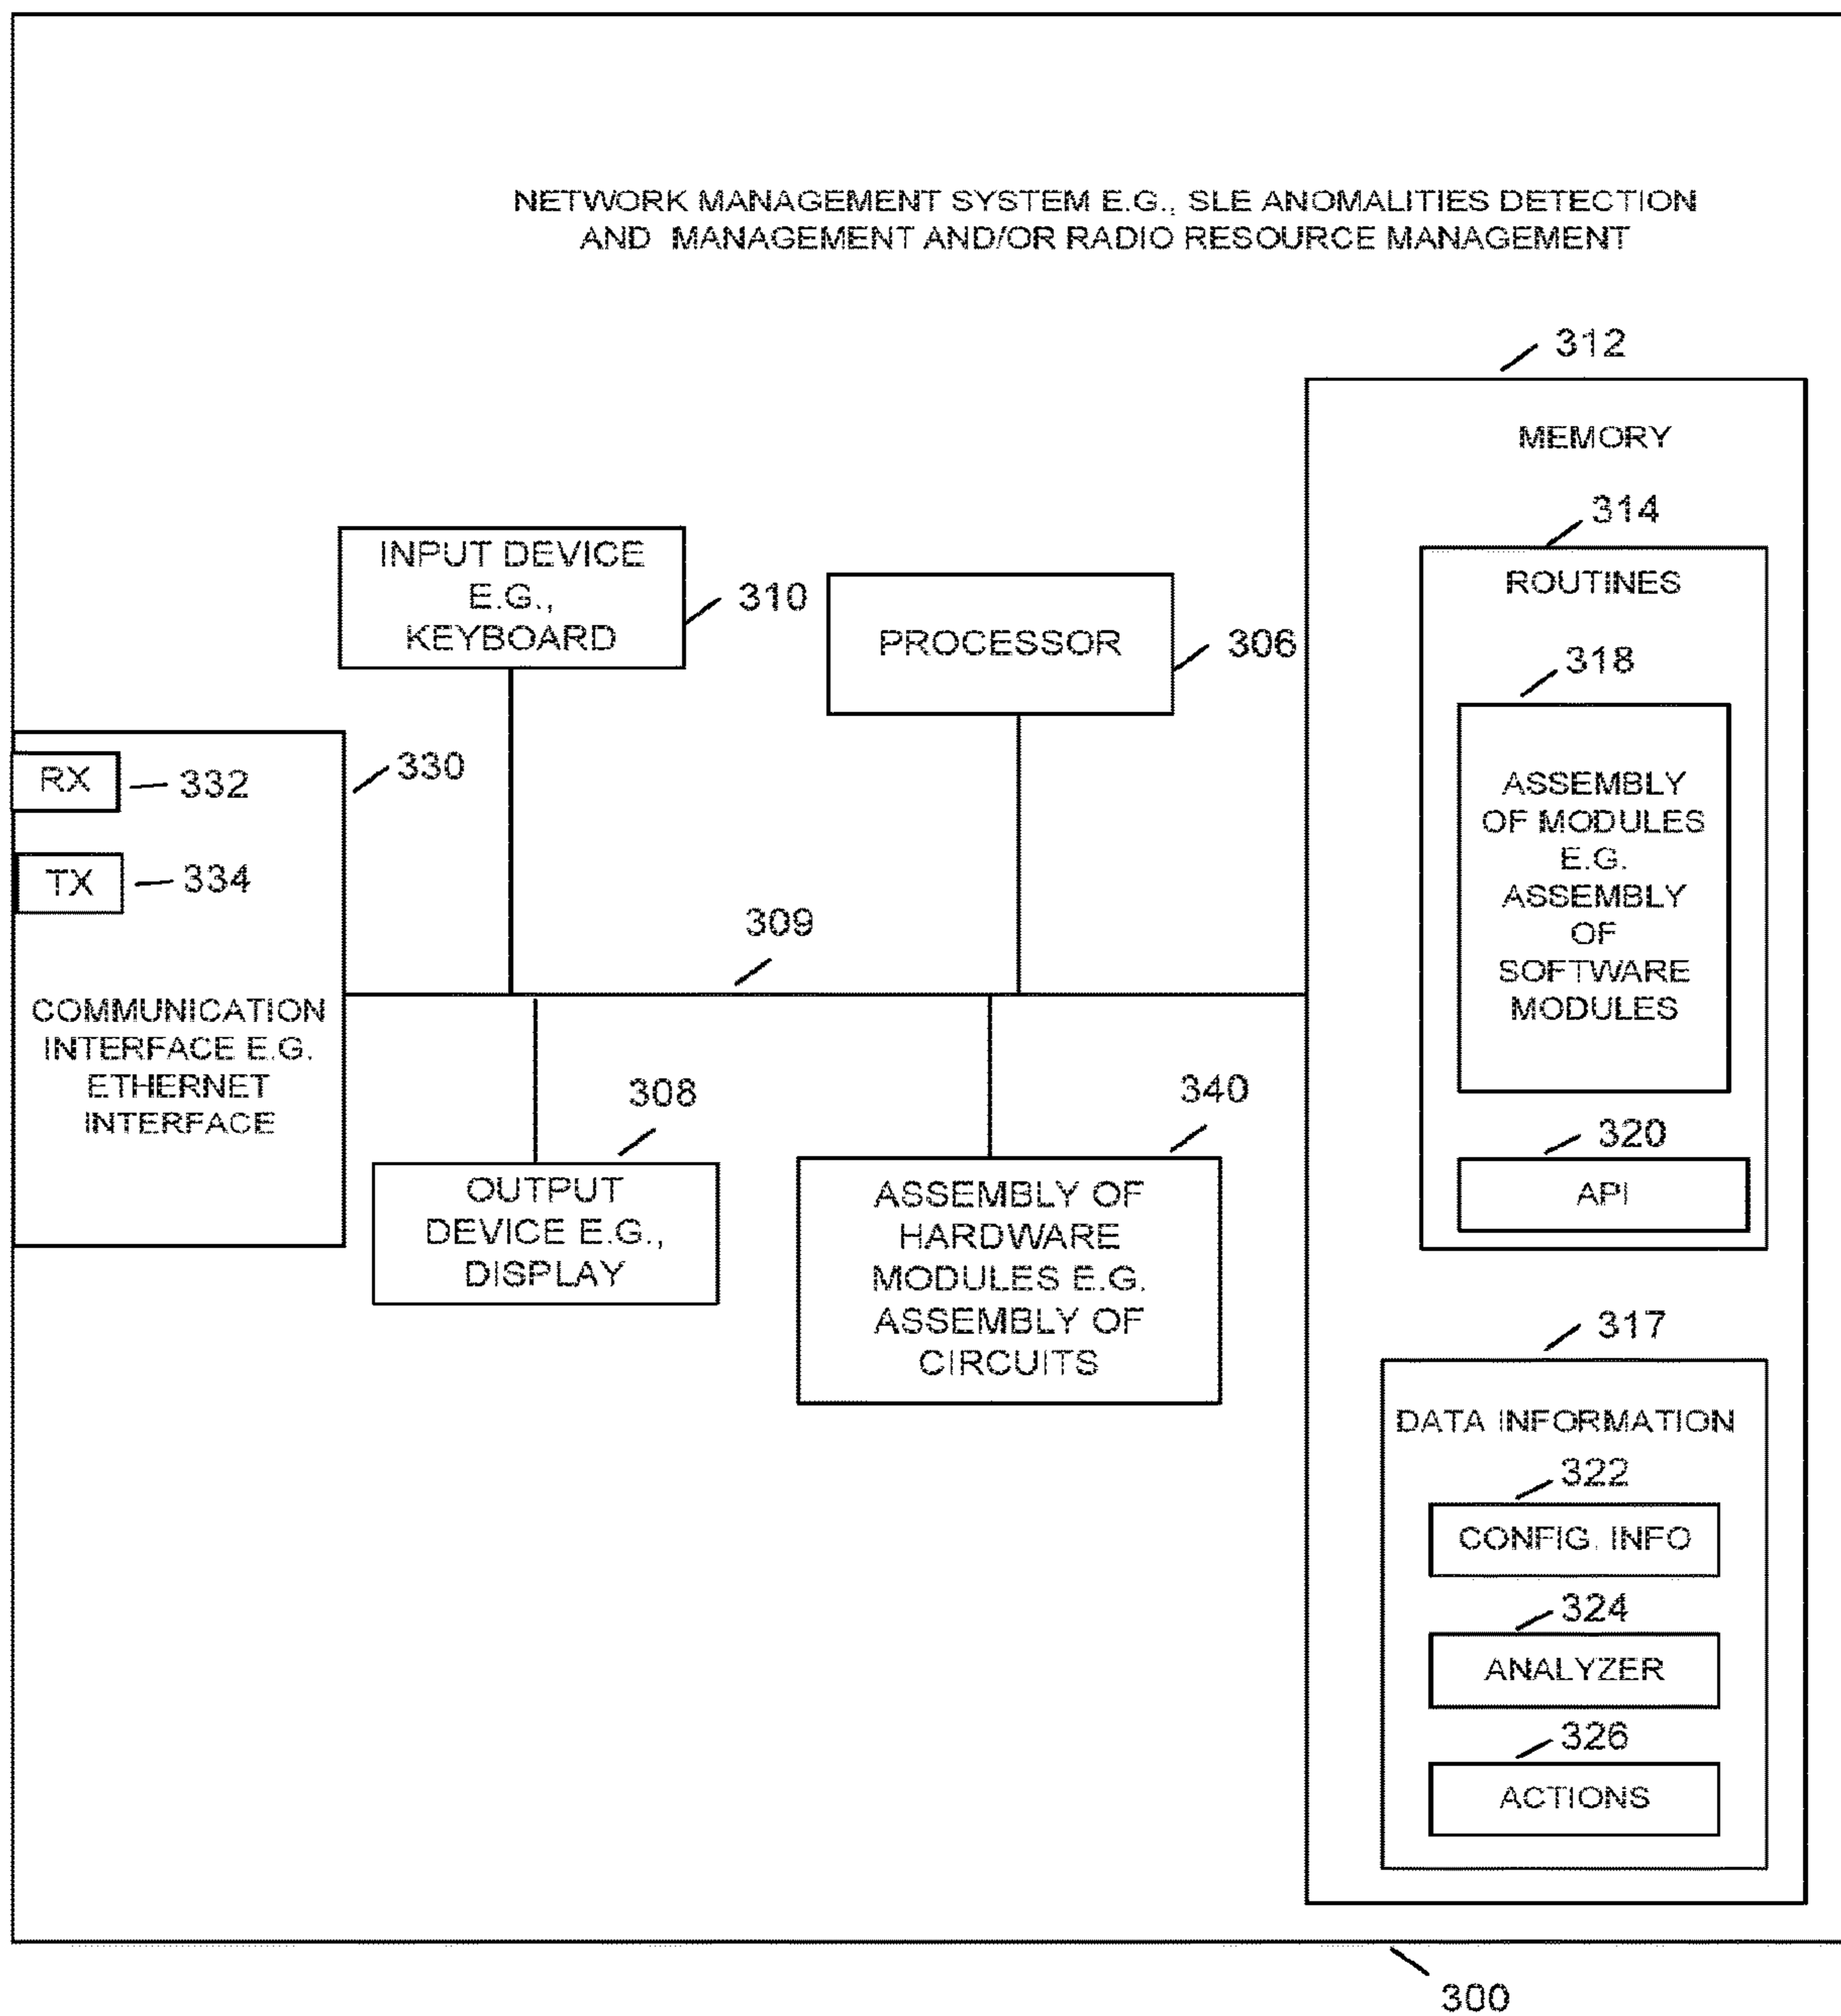 NETWORK MANAGEMENT SYSTEM E.G., SLE ANOMALITIES DETECTION
AND MANAGEMENT AND/OR RADIO RESOURCE MANAGEMENT
312
MEMORY
314
ROUTINES
318
ASSEMBLY
OF MODULES
E.G.
ASSEMBLY
OF
SOFTWARE
MODULES
320
API
317
DATA INFORMATION
322
CONFIG. INFO
324
ANALYZER
326
ACTIONS
INPUT DEVICE
E.G.,
KEYBOARD
310
PROCESSOR
306
RX
332
330
TX
334
COMMUNICATION
INTERFACE E.G.
ETHERNET
INTERFACE
309
308
OUTPUT
DEVICE E.G.,
DISPLAY
340
ASSEMBLY OF
HARDWARE
MODULES E.G.
ASSEMBLY OF
CIRCUITS
300